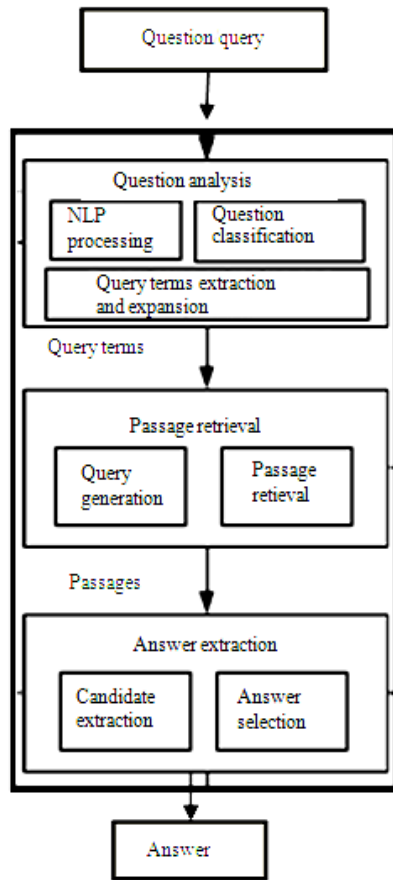 Question query
Question analysis
NLP
processing
Question
classification
Query terms extraction
and expansion
Query terms
Passage retrieval
Query
generation
Passage
retieval
Passages
Answer extraction
Candidate
extraction
Answer
selection
Answer